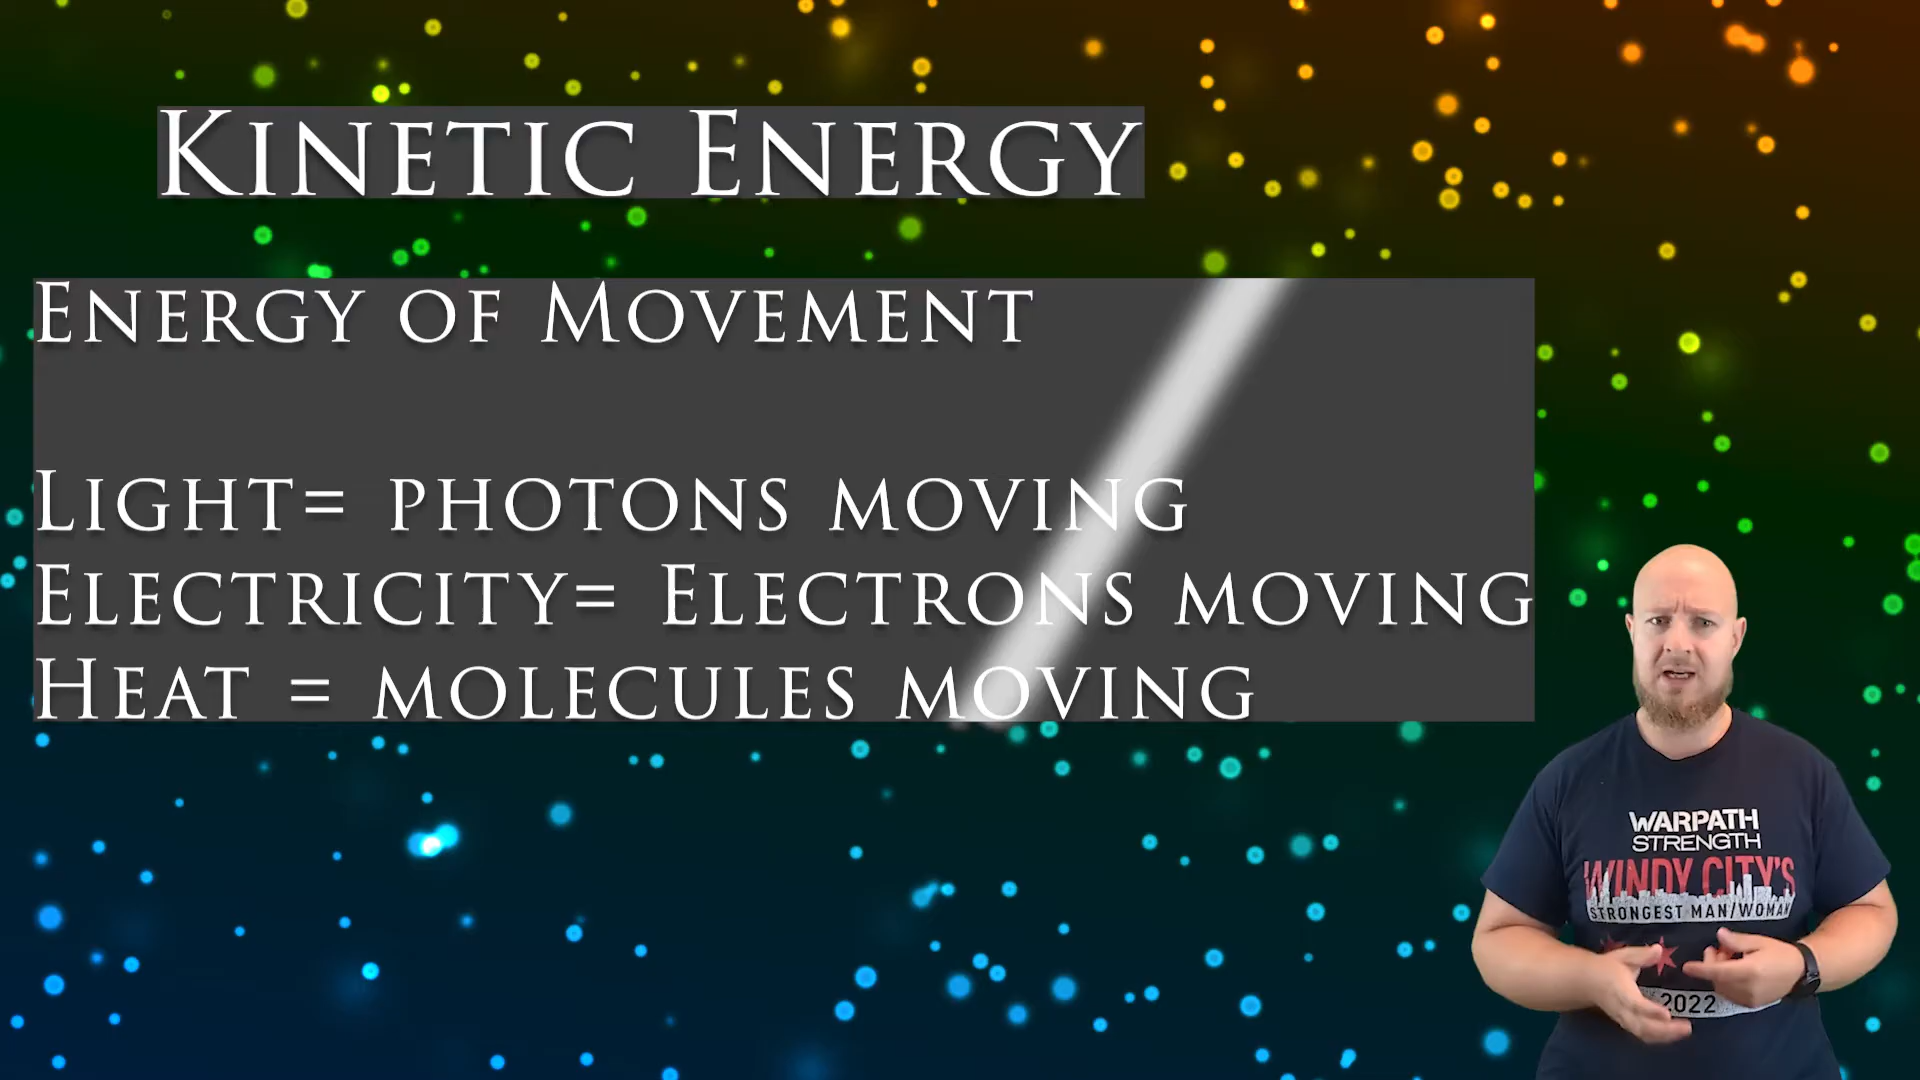 Kinetic Energy
Energy of Movement
Light= photons moving
Electricity= Electrons moving
Heat = molecules moving
WARPATH
STRENGTH
WINDY CITY'S
STRONGEST MAN/WOMAN
2022